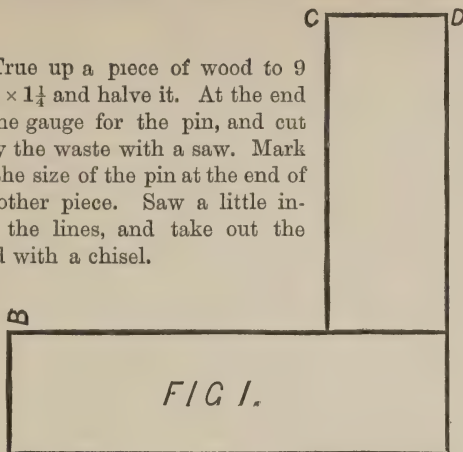 C D
True up a piece of wood to 9
× 1¼ and halve it. At the end
gauge for the pin, and cut
the waste with a saw. Mark
the size of the pin at the end of
other piece. Saw a little in-
the lines, and take out the
with a chisel.
B
FIG 1.